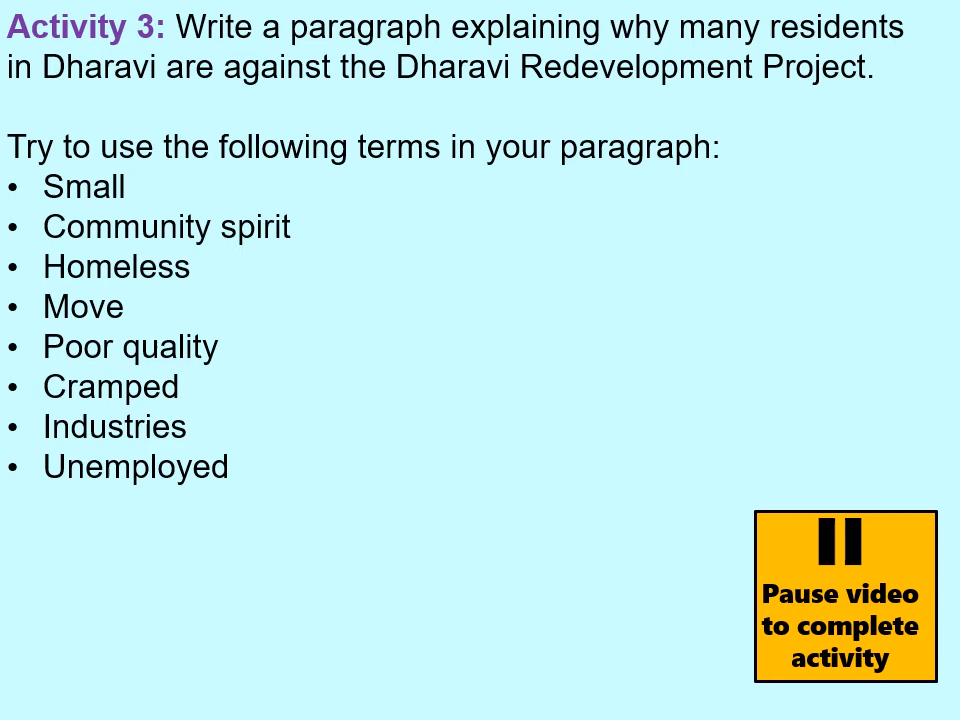 Activity 3: Write a paragraph explaining why many residents
in Dharavi are against the Dharavi Redevelopment Project.
Try to use the following terms in your paragraph:
• Small
• Community spirit
• Homeless
• Move
• Poor quality
• Cramped
• Industries
• Unemployed
Pause video
to complete
activity